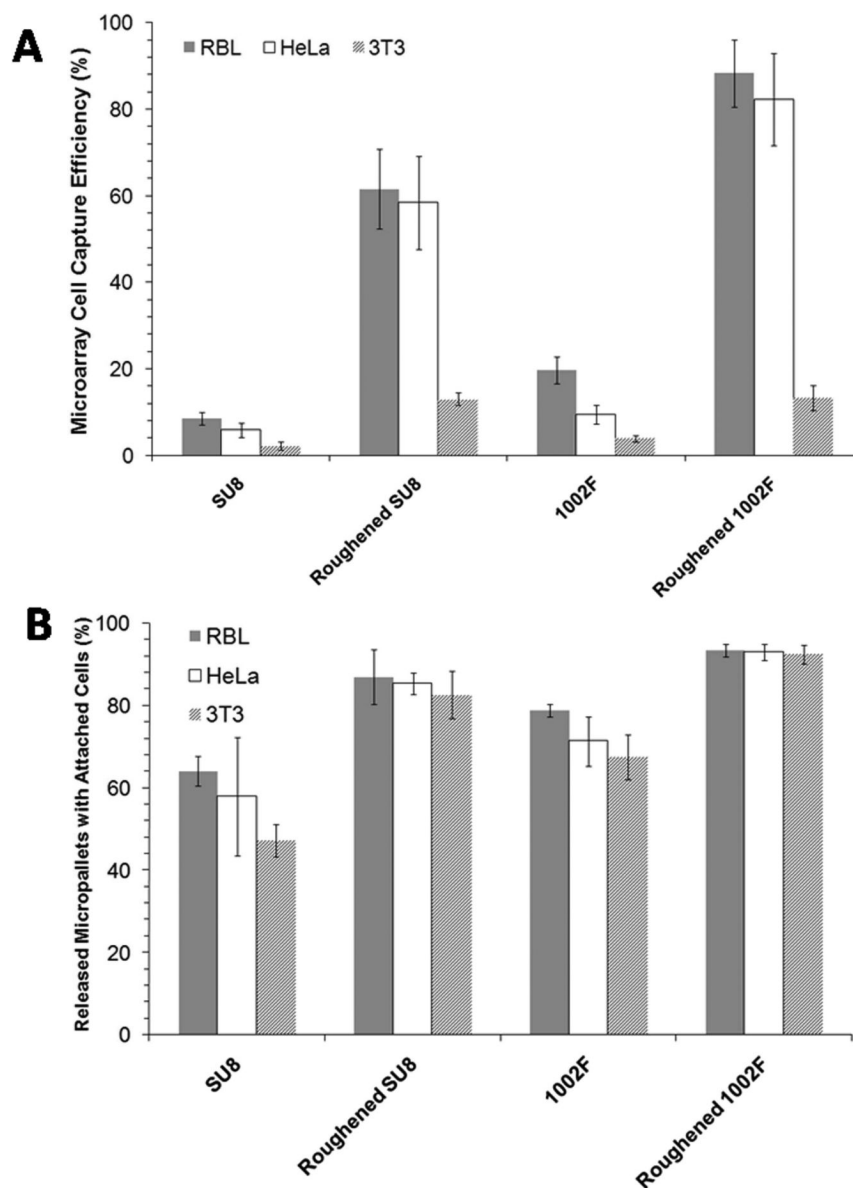 A
Microarray Cell Capture Efficiency (%)
100
80
60
40
20
0
RBL HeLa 3T3
SU8
Roughened SU8
1002F
Roughened 1002F
B
Released Micropallets with Attached Cells (%)
100
80
60
40
20
0
RBL
HeLa
3T3
SU8
Roughened SU8
1002F
Roughened 1002F